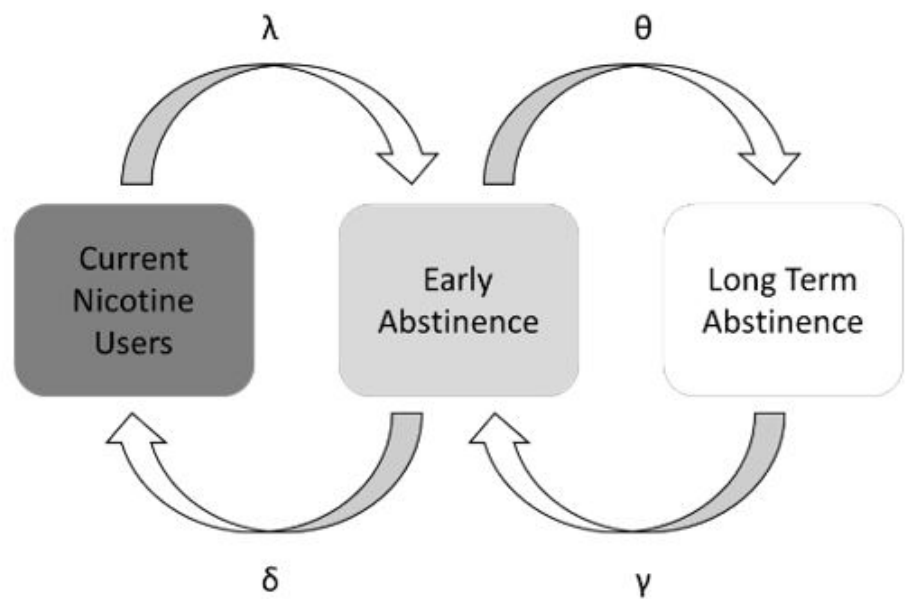 λ
θ
Current
Nicotine
Users
Early
Abstinence
Long Term
Abstinence
δ
γ